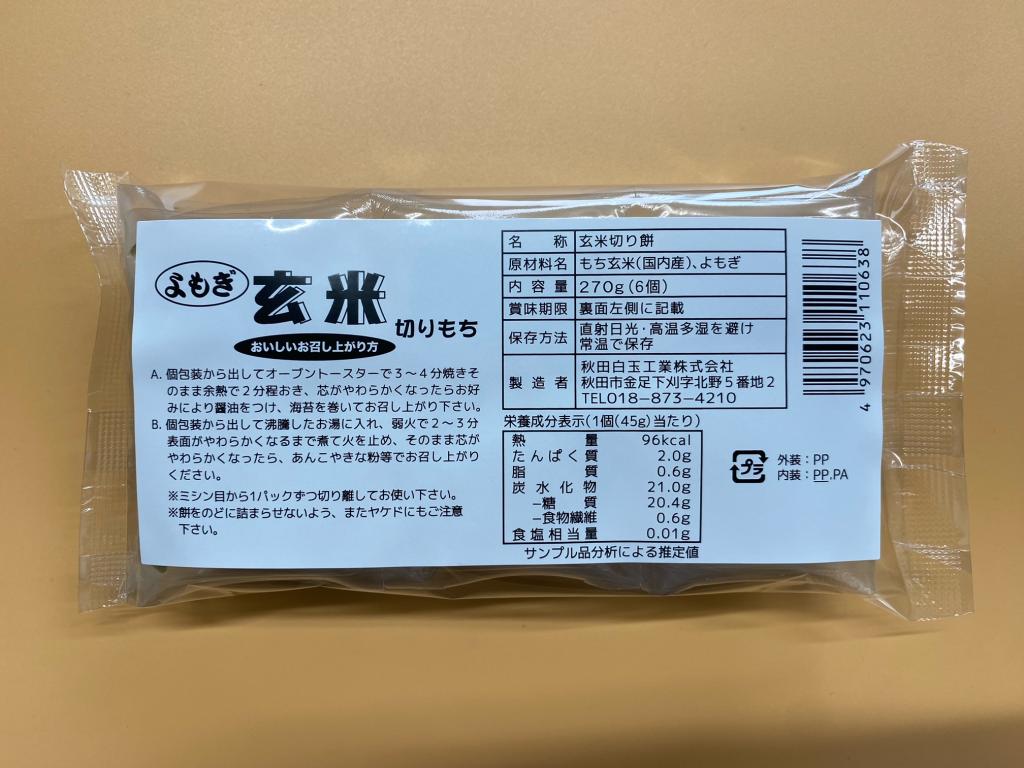 よもぎ
玄米
切りもち
おいしいお召し上がり方
A. 個包装から出してオーブントースターで3〜4分焼きそ
のまま余熱で2分程おき、芯がやわらかくなったらお好
みにより醤油をつけ、海苔を巻いてお召し上がり下さい。
B. 個包装から出して沸騰したお湯に入れ、弱火で2〜3分
表面がやわらかくなるまで煮て火を止め、そのまま芯が
やわらかくなったら、あんこやきな粉等でお召し上がり
ください。
※ミシン目から1パックずつ切り離してお使い下さい。
※餅をのどに詰まらせないよう、またヤケドにもご注意
下さい。
名称 玄米切り餅
原材料名 もち玄米(国内産)、よもぎ
内容量 270g(6個)
賞味期限 裏面左側に記載
保存方法 直射日光・高温多湿を避け
常温で保存
製造者 秋田白玉工業株式会社
秋田市金足下刈字北野5番地2
TEL018-873-4210
栄養成分表示(1個(45g)当たり)
熱量 96kcal
たんぱく質 2.0g
脂質 0.6g
炭水化物 21.0g
−糖質 20.4g
−食物繊維 0.6g
食塩相当量 0.01g
サンプル品分析による推定値
4 970623 110638
プラ
外装：PP
内装：PP.PA